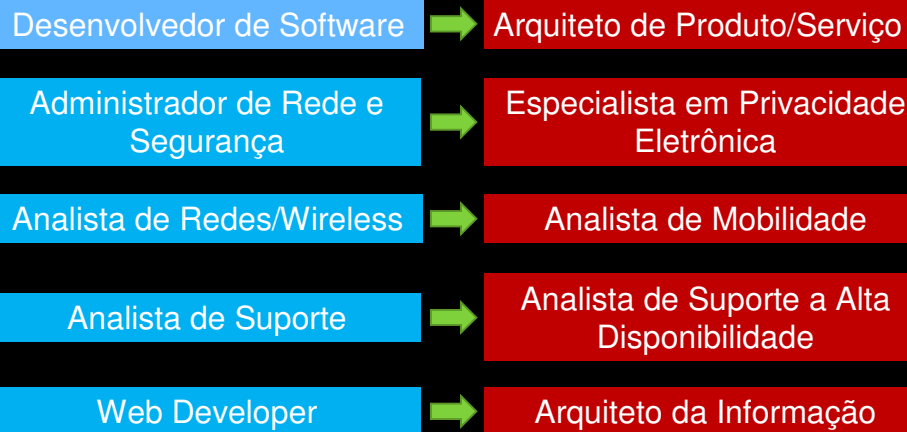 Desenvolvedor de Software
Arquiteto de Produto/Serviço
Administrador de Rede e
Segurança
Especialista em Privacidade
Eletrônica
Analista de Redes/Wireless
Analista de Mobilidade
Analista de Suporte
Analista de Suporte a Alta
Disponibilidade
Web Developer
Arquiteto da Informação